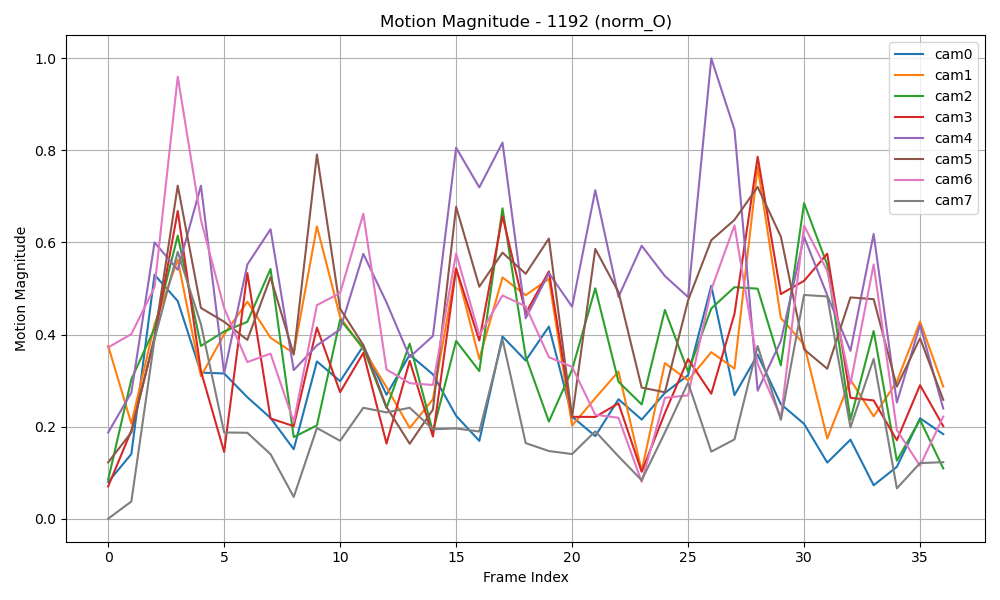 Motion Magnitude - 1192 (norm_O)
1.0
0.8
0.6
0.4
0.2
0.0
Motion Magnitude
0 5 10 15 20 25 30 35
Frame Index
cam0
cam1
cam2
cam3
cam4
cam5
cam6
cam7